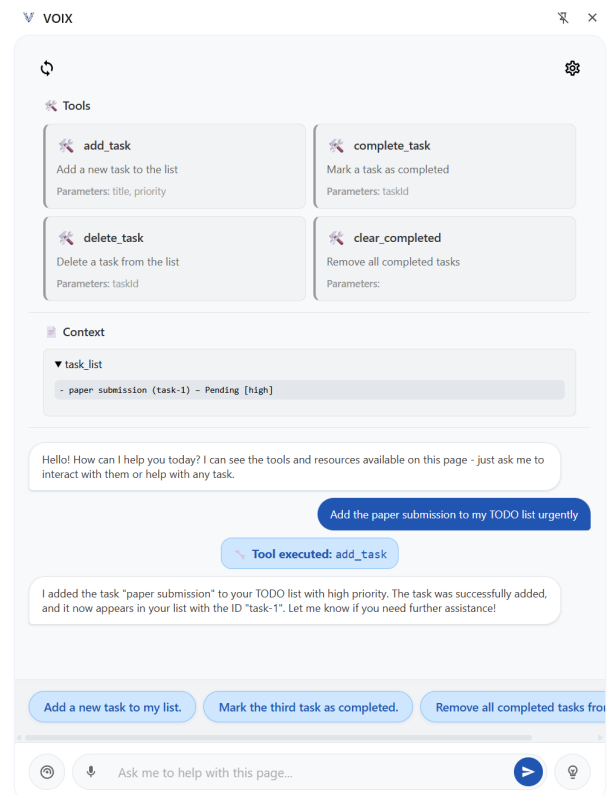 VOIX
Tools
add_task
Add a new task to the list
Parameters: title, priority
complete_task
Mark a task as completed
Parameters: taskId
delete_task
Delete a task from the list
Parameters: taskId
clear_completed
Remove all completed tasks
Parameters:
Context
▼ task_list
- paper submission (task-1) – Pending [high]
Hello! How can I help you today? I can see the tools and resources available on this page - just ask me to
interact with them or help with any task.
Add the paper submission to my TODO list urgently
Tool executed: add_task
I added the task "paper submission" to your TODO list with high priority. The task was successfully added,
and it now appears in your list with the ID "task-1". Let me know if you need further assistance!
Add a new task to my list.
Mark the third task as completed.
Remove all completed tasks fro
Ask me to help with this page...